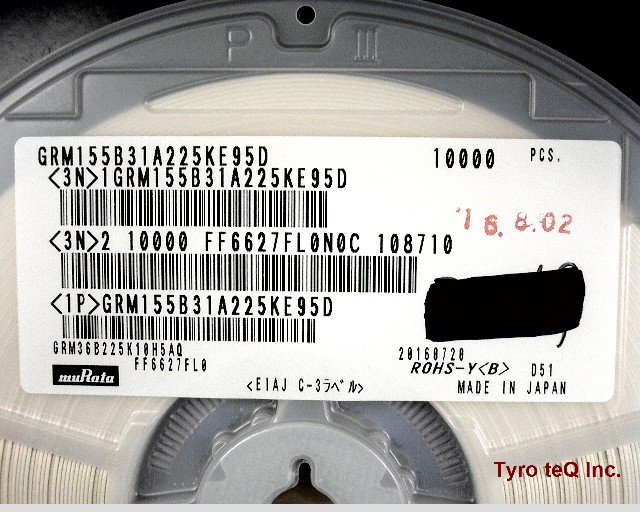 P III
GRM155B31A225KE95D 10000 PCS.
<3N>1GRM155B31A225KE95D
'16.8.02
<3N>2 10000 FF6627FL0N0C 108710
<1P>GRM155B31A225KE95D
GRM36B225K10H5AQ 20160720
FF6627FL0 ROHS-Y<B> D51
muRata <EIAJ C-3ラベル> MADE IN JAPAN
Tyro teQ Inc.